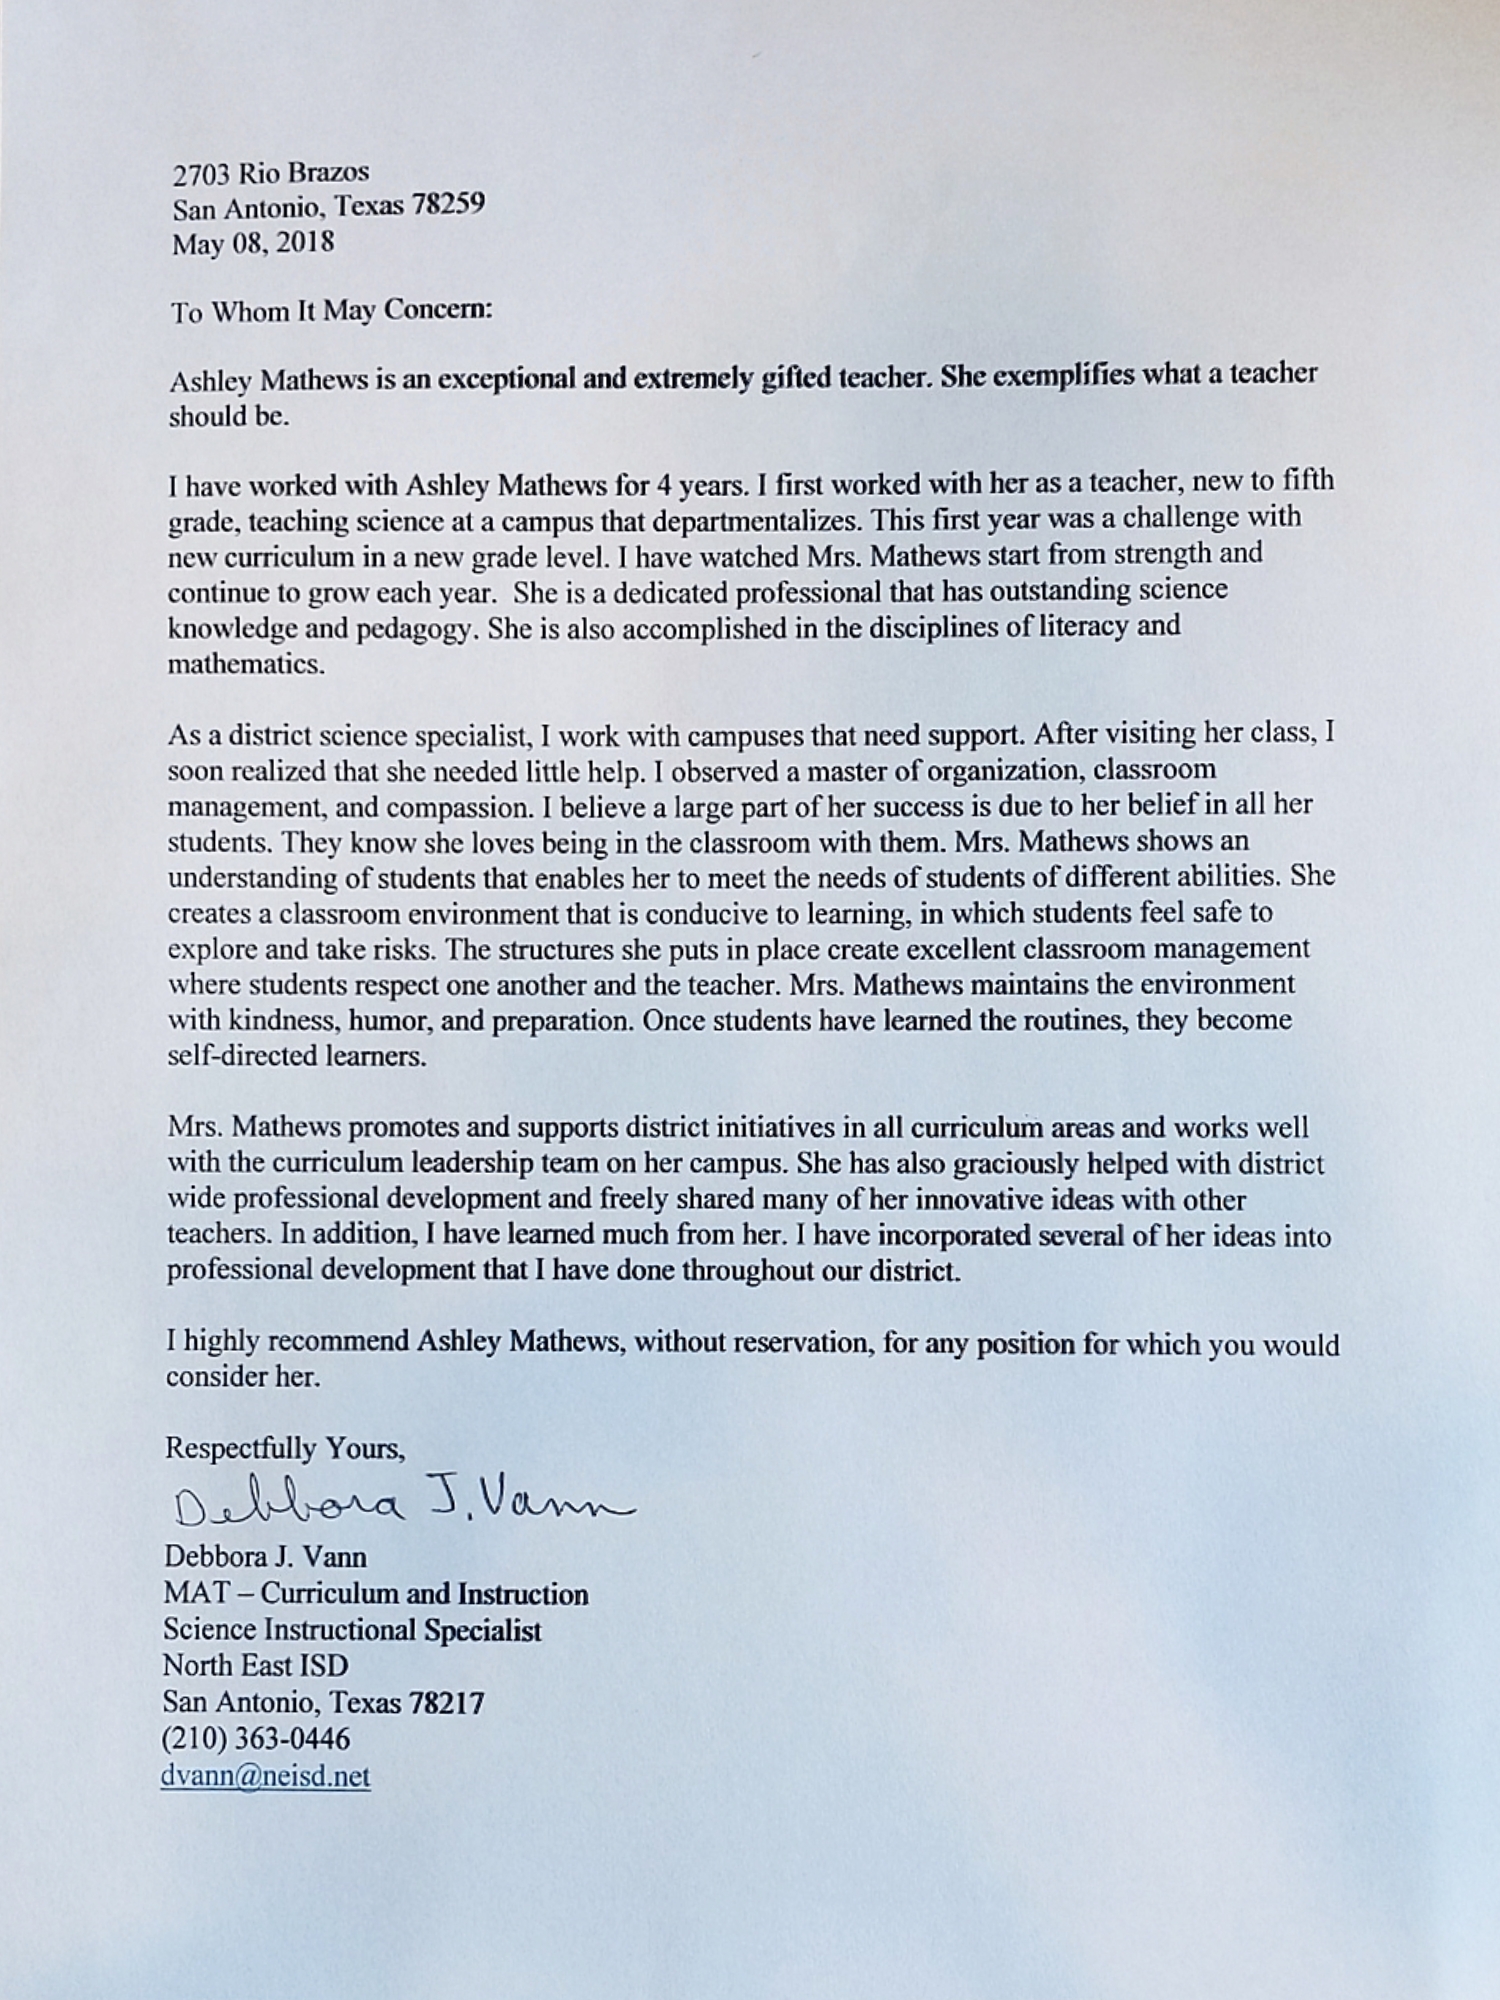 2703 Rio Brazos
San Antonio, Texas 78259
May 08, 2018
To Whom It May Concern:
Ashley Mathews is an exceptional and extremely gifted teacher. She exemplifies what a teacher
should be.
I have worked with Ashley Mathews for 4 years. I first worked with her as a teacher, new to fifth
grade, teaching science at a campus that departmentalizes. This first year was a challenge with
new curriculum in a new grade level. I have watched Mrs. Mathews start from strength and
continue to grow each year.  She is a dedicated professional that has outstanding science
knowledge and pedagogy. She is also accomplished in the disciplines of literacy and
mathematics.
As a district science specialist, I work with campuses that need support. After visiting her class, I
soon realized that she needed little help. I observed a master of organization, classroom
management, and compassion. I believe a large part of her success is due to her belief in all her
students. They know she loves being in the classroom with them. Mrs. Mathews shows an
understanding of students that enables her to meet the needs of students of different abilities. She
creates a classroom environment that is conducive to learning, in which students feel safe to
explore and take risks. The structures she puts in place create excellent classroom management
where students respect one another and the teacher. Mrs. Mathews maintains the environment
with kindness, humor, and preparation. Once students have learned the routines, they become
self-directed learners.
Mrs. Mathews promotes and supports district initiatives in all curriculum areas and works well
with the curriculum leadership team on her campus. She has also graciously helped with district
wide professional development and freely shared many of her innovative ideas with other
teachers. In addition, I have learned much from her. I have incorporated several of her ideas into
professional development that I have done throughout our district.
I highly recommend Ashley Mathews, without reservation, for any position for which you would
consider her.
Respectfully Yours,
Debbora J. Vann
Debbora J. Vann
MAT – Curriculum and Instruction
Science Instructional Specialist
North East ISD
San Antonio, Texas 78217
(210) 363-0446
dvann@neisd.net